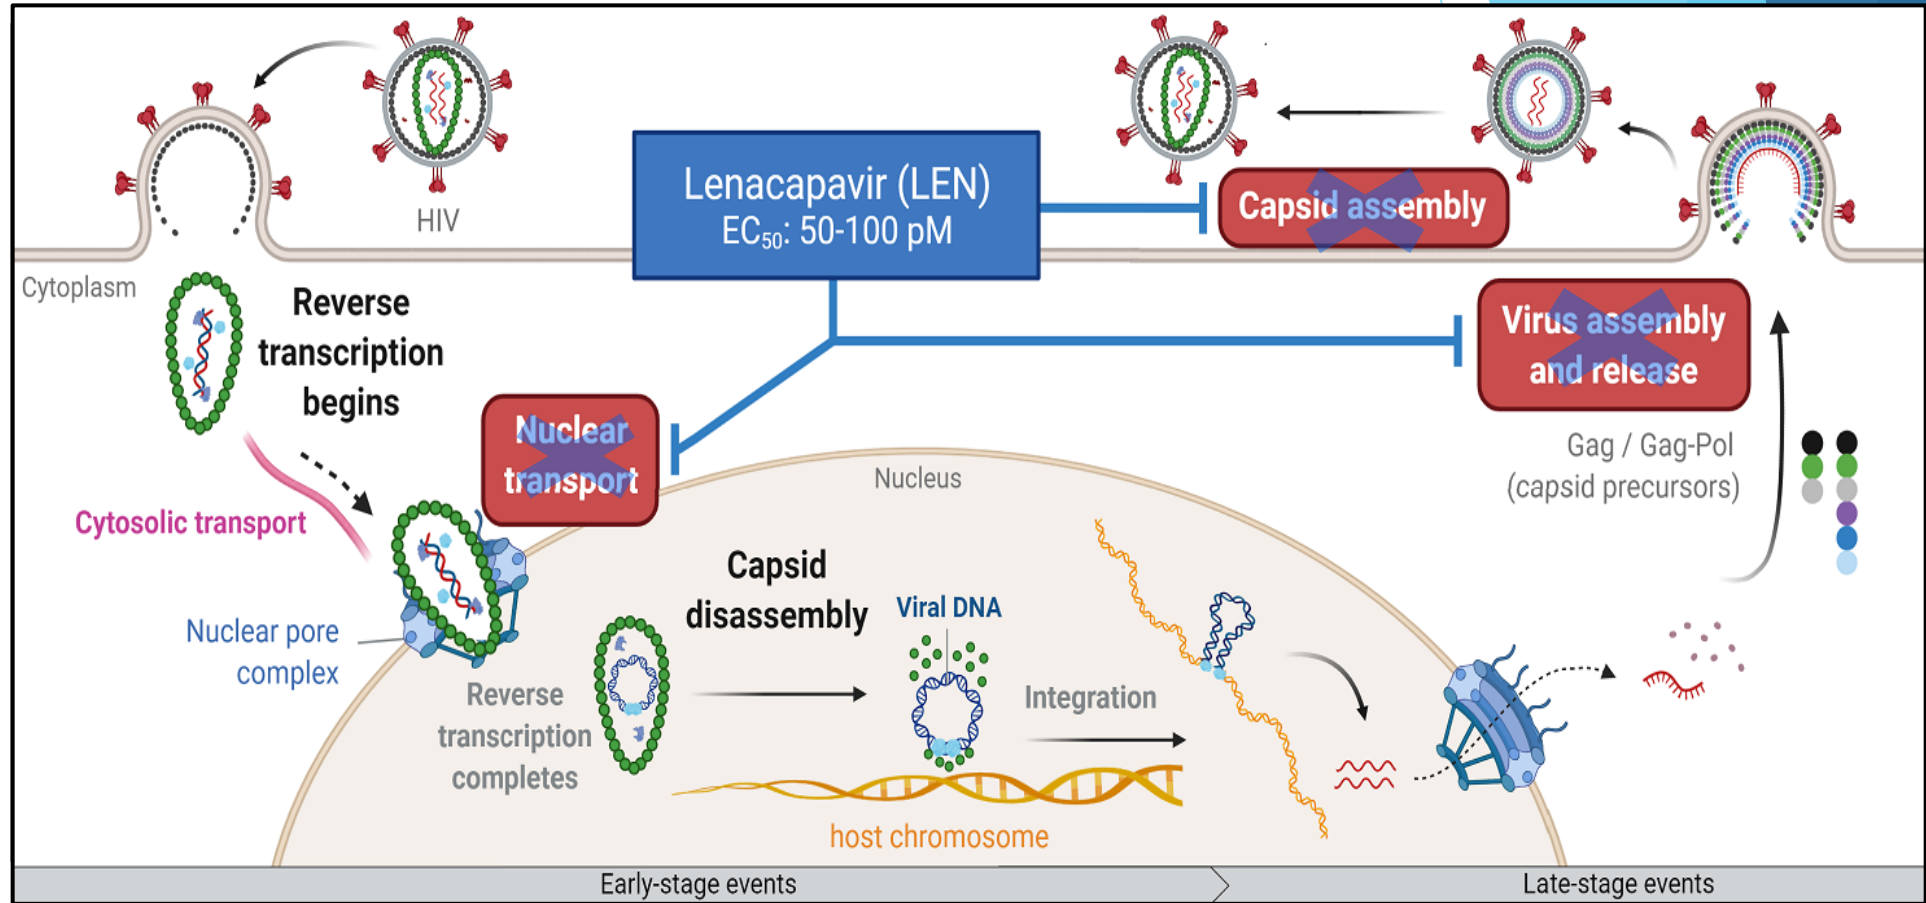 HIV
Lenacapavir (LEN)
EC₅₀: 50-100 pM
Capsid assembly
Cytoplasm
Reverse
transcription
begins
Virus assembly
and release
Nuclear
transport
Gag / Gag-Pol
(capsid precursors)
Nucleus
Cytosolic transport
Capsid
disassembly
Viral DNA
Nuclear pore
complex
Reverse
transcription
completes
Integration
host chromosome
Early-stage events
Late-stage events